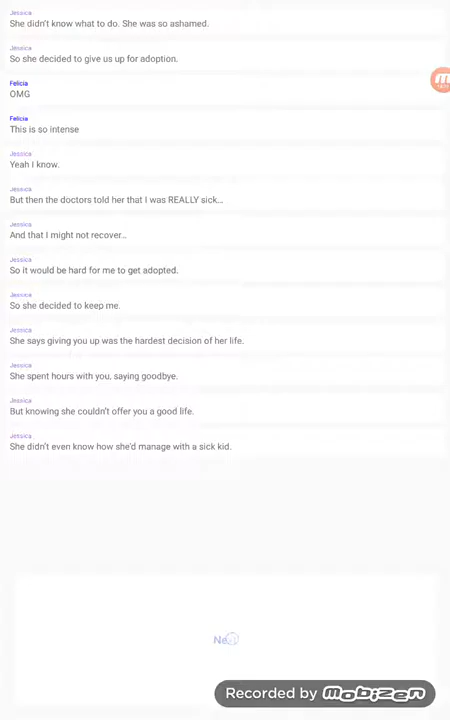 Jessica
She didn't know what to do. She was so ashamed.
Jessica
So she decided to give us up for adoption.
Felicia
OMG
Felicia
This is so intense
Jessica
Yeah I know.
Jessica
But then the doctors told her that I was REALLY sick...
Jessica
And that I might not recover...
Jessica
So it would be hard for me to get adopted.
Jessica
So she decided to keep me.
Jessica
She says giving you up was the hardest decision of her life.
Jessica
She spent hours with you, saying goodbye.
Jessica
But knowing she couldn't offer you a good life.
Jessica
She didn't even know how she'd manage with a sick kid.
Recorded by mobizen